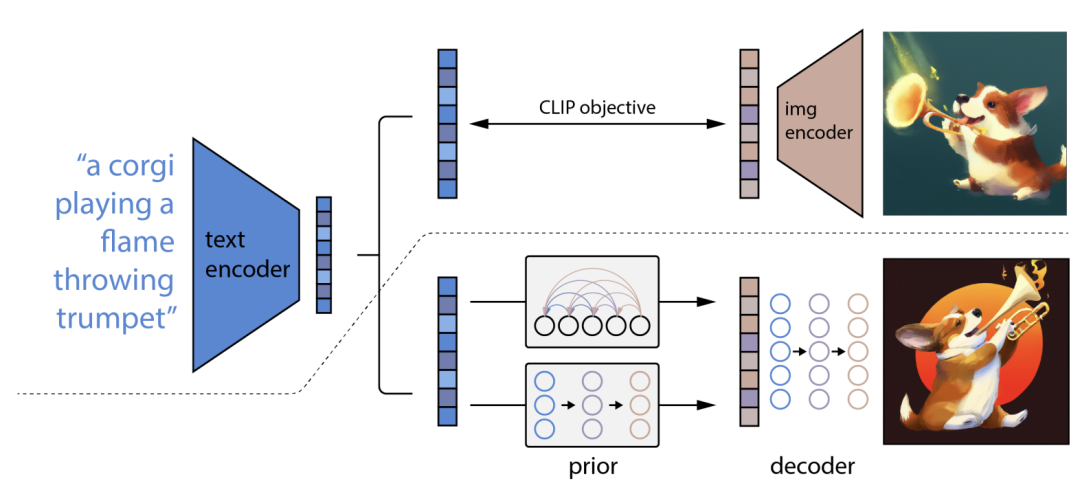 “a corgi
playing a
flame
throwing
trumpet”
text
encoder
CLIP objective
img
encoder
prior
decoder